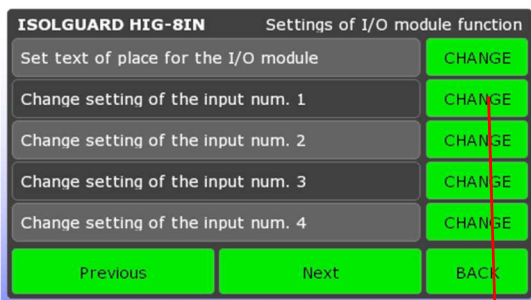 ISOLGUARD HIG-8IN Settings of I/O module function
Set text of place for the I/O module CHANGE
Change setting of the input num. 1 CHANGE
Change setting of the input num. 2 CHANGE
Change setting of the input num. 3 CHANGE
Change setting of the input num. 4 CHANGE
Previous Next BACK